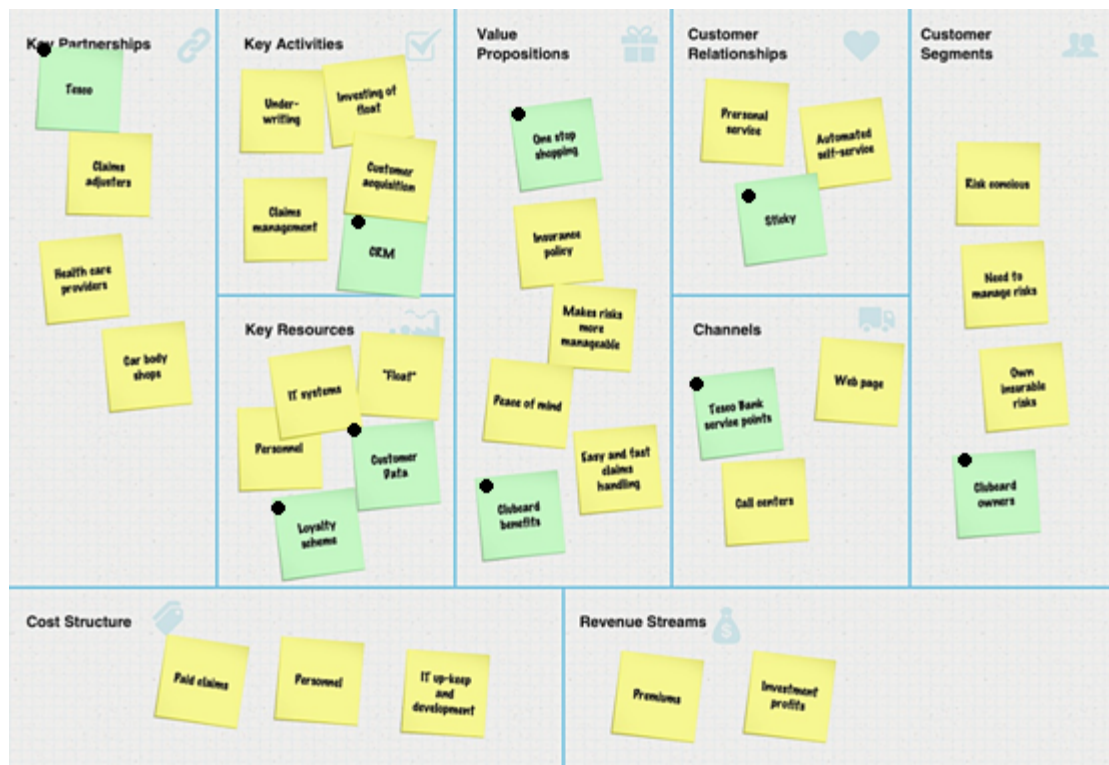 Key Partnerships
Tesco
Claims
adjusters
Health care
providers
Car body
shops
Key Activities
Under-
writing
Investing of
float
Customer
acquisition
Claims
management
CRM
Key Resources
IT systems
"Float"
Personnel
Customer
Data
Loyalty
scheme
Value
Propositions
One stop
shopping
Insurance
policy
Makes risks
more
manageable
Peace of mind
Easy and fast
claims
handling
Clubcard
benefits
Customer
Relationships
Prersonal
service
Automated
self-service
Sticky
Channels
Web page
Tesco Bank
service points
Call centers
Customer
Segments
Risk concious
Need to
manage risks
Own
insurable
risks
Clubcard
owners
Cost Structure
Paid claims
Personnel
IT up-keep
and
development
Revenue Streams
$
Premiums
Investment
profits